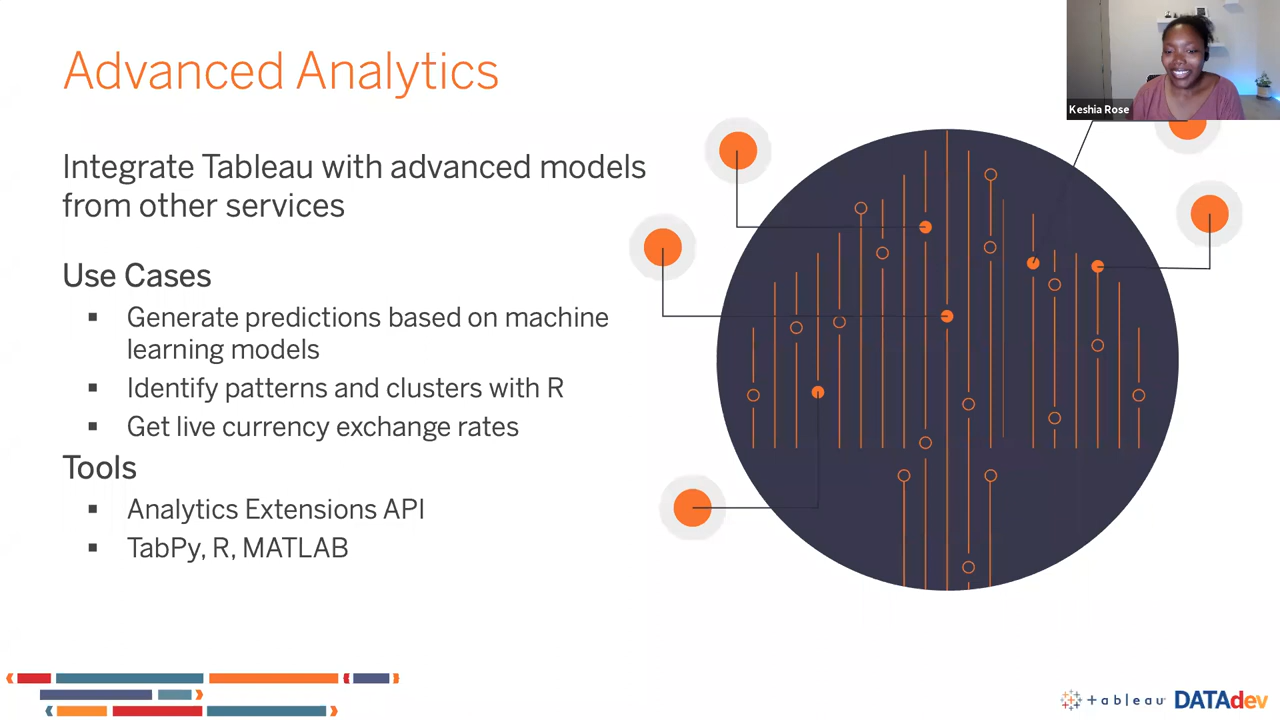 Advanced Analytics
Keshia Rose
Integrate Tableau with advanced models
from other services
Use Cases
▪ Generate predictions based on machine
learning models
▪ Identify patterns and clusters with R
▪ Get live currency exchange rates
Tools
▪ Analytics Extensions API
▪ TabPy, R, MATLAB
+ableau DATAdev